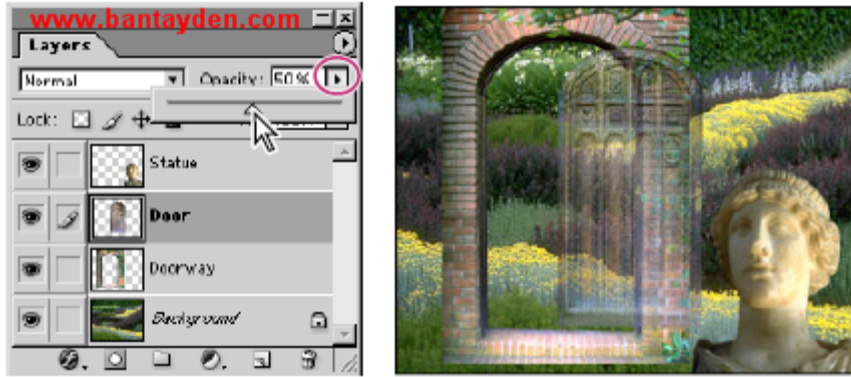 www.bantayden.com
Layers
Normal Opacity: 50%
Lock:
Statue
Door
Doorway
Background